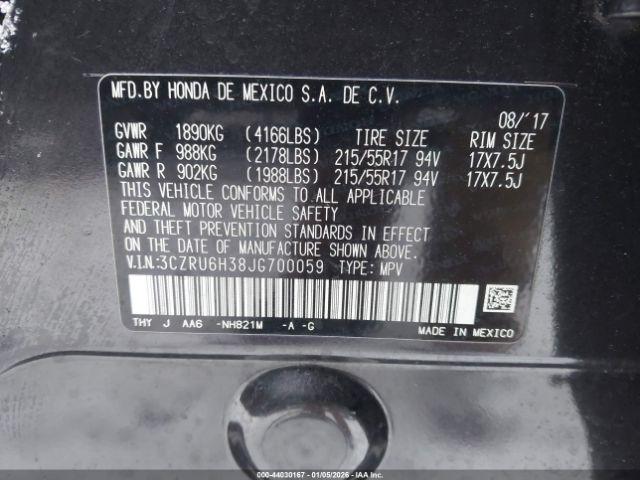 MFD.BY HONDA DE MEXICO S.A. DE C.V.
08/'17
GVWR 1890KG (4166LBS) TIRE SIZE RIM SIZE
GAWR F 988KG (2178LBS) 215/55R17 94V 17X7.5J
GAWR R 902KG (1988LBS) 215/55R17 94V 17X7.5J
THIS VEHICLE CONFORMS TO ALL APPLICABLE
FEDERAL MOTOR VEHICLE SAFETY
AND THEFT PREVENTION STANDARDS IN EFFECT ON
THE DATE OF MANUFACTURE SHOWN ABOVE.
V.I.N:3CZRU6H38JG700059 TYPE: MPV
THY J AA6 -NH821M -A -G
MADE IN MEXICO
000-44030167 - 01/05/2026 - IAAI.COM